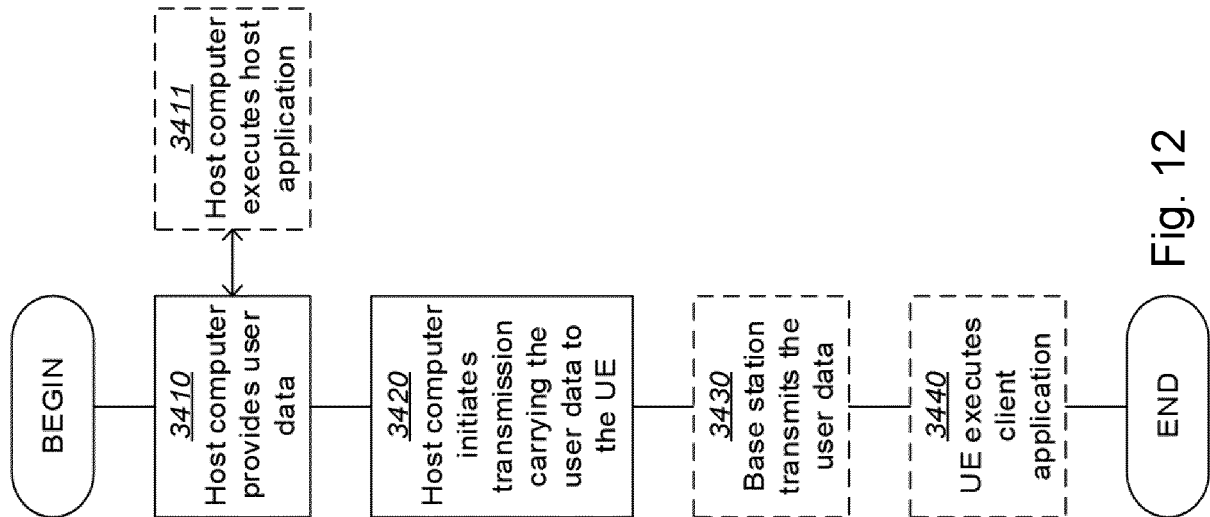 BEGIN
3410
Host computer
provides user
data
3411
Host computer
executes host
application
3420
Host computer
initiates
transmission
carrying the
user data to
the UE
3430
Base station
transmits the
user data
3440
UE executes
client
application
END
Fig. 12